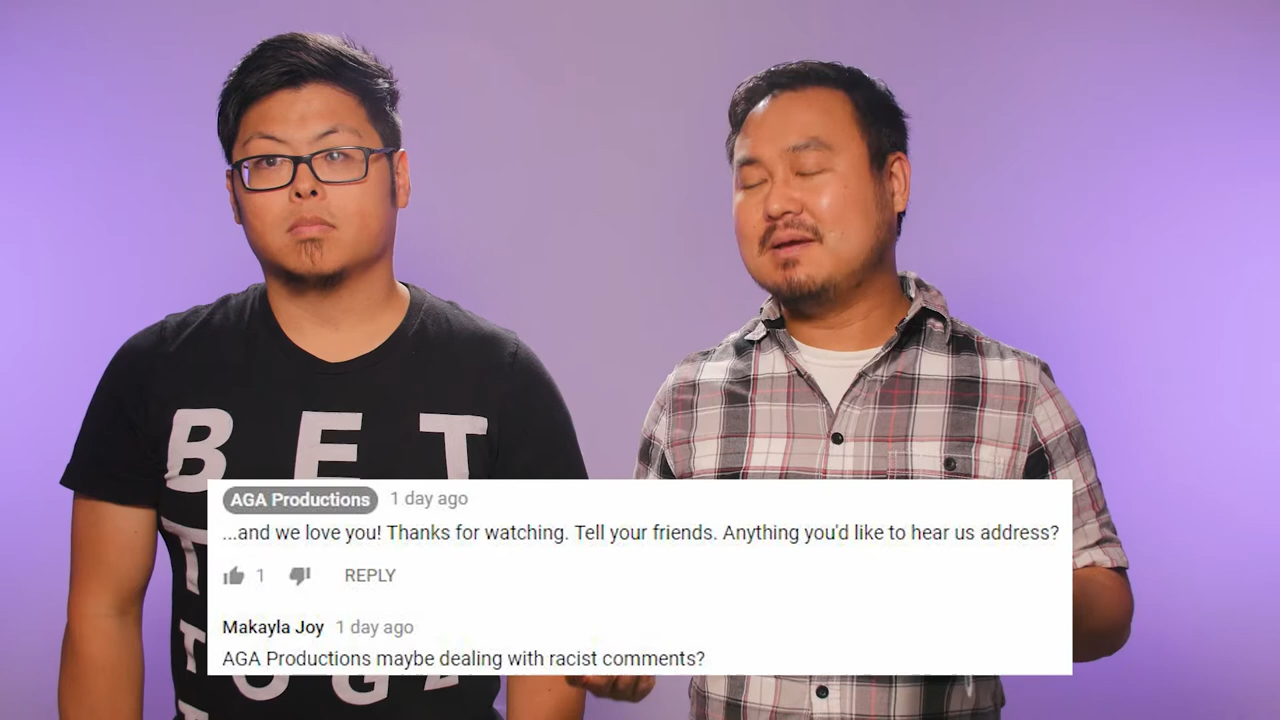 BET
T
T
OG
AGA Productions 1 day ago
...and we love you! Thanks for watching. Tell your friends. Anything you'd like to hear us address?
1 REPLY
Makayla Joy 1 day ago
AGA Productions maybe dealing with racist comments?